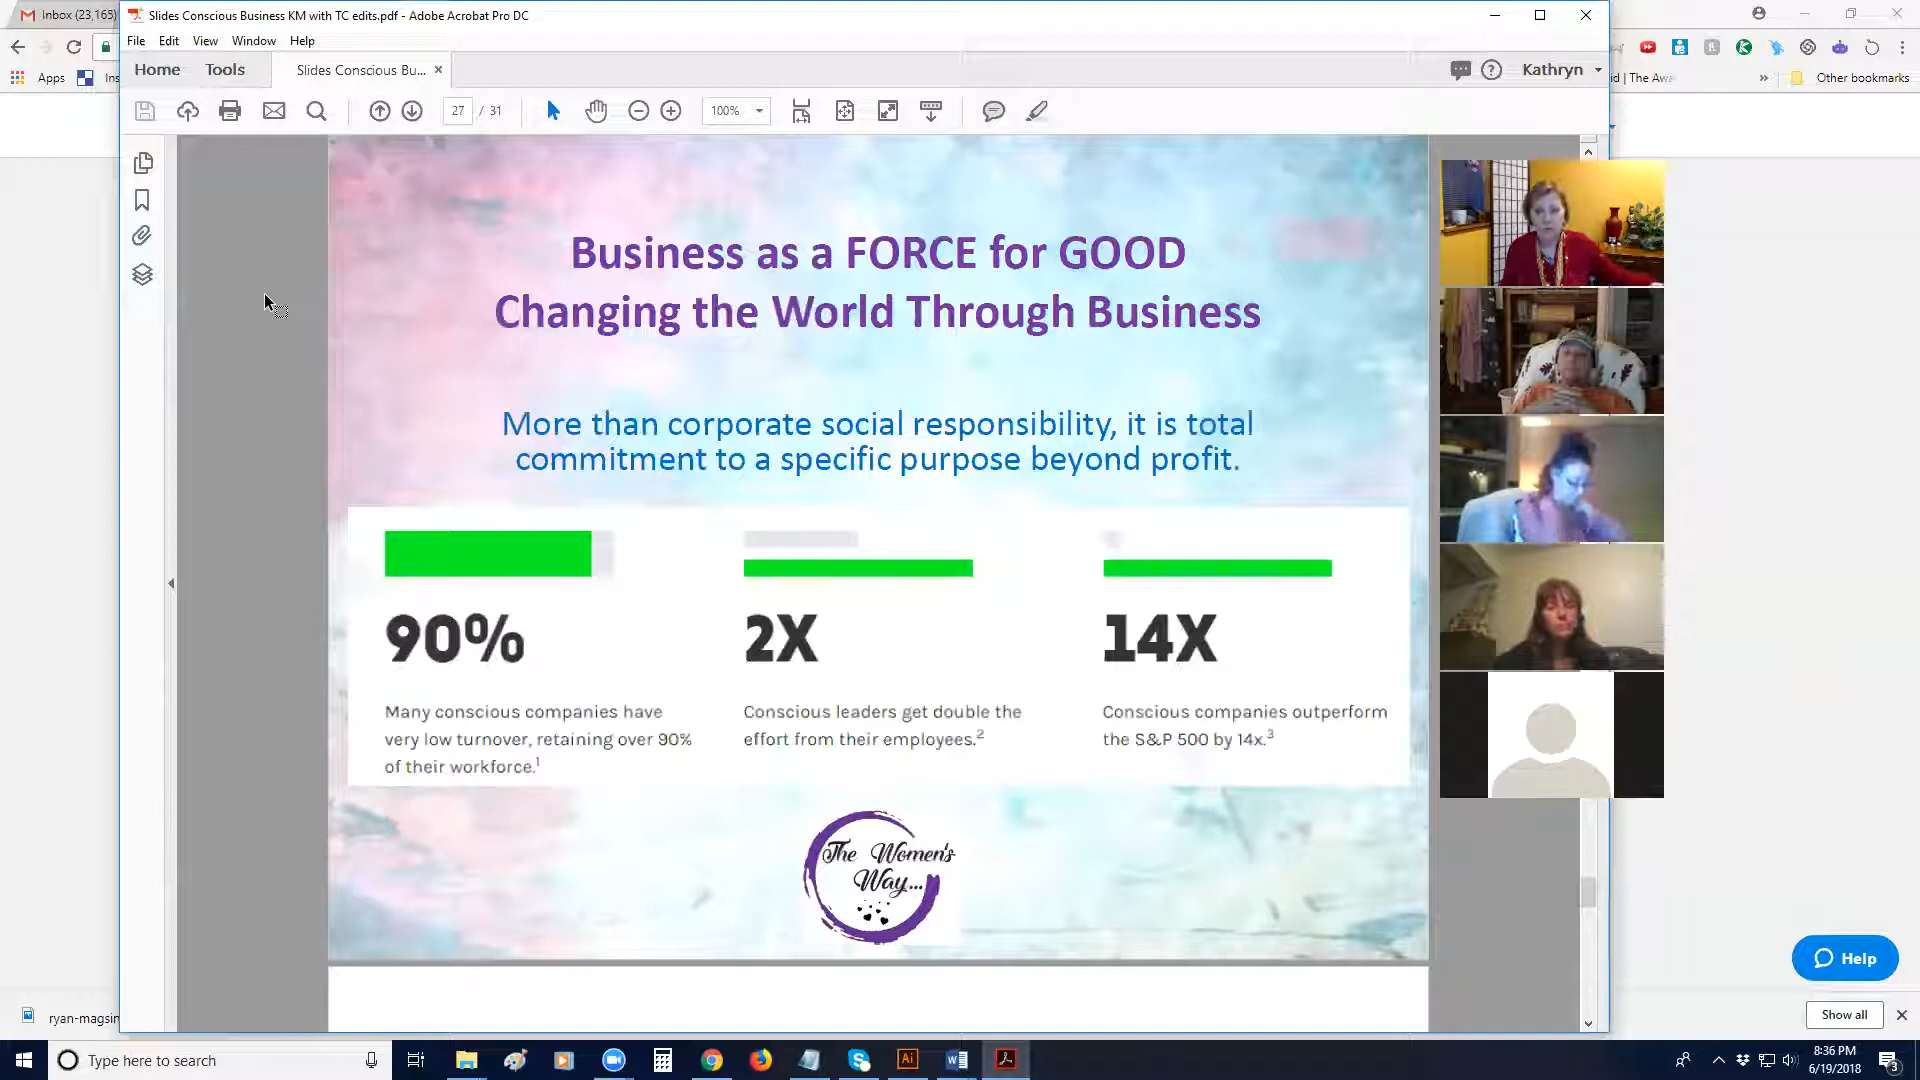 Inbox (23,165)
Slides Conscious Business KM with TC edits.pdf - Adobe Acrobat Pro DC
File Edit View Window Help
Home Tools Slides Conscious Bu... Kathryn
27 / 31 100%
Apps
Other bookmarks
Business as a FORCE for GOOD
Changing the World Through Business
More than corporate social responsibility, it is total
commitment to a specific purpose beyond profit.
90%
Many conscious companies have
very low turnover, retaining over 90%
of their workforce.1
2X
Conscious leaders get double the
effort from their employees.2
14X
Conscious companies outperform
the S&P 500 by 14x.3
The Women's
Way...
Help
ryan-magsin
Show all
Type here to search
8:36 PM
6/19/2018
3